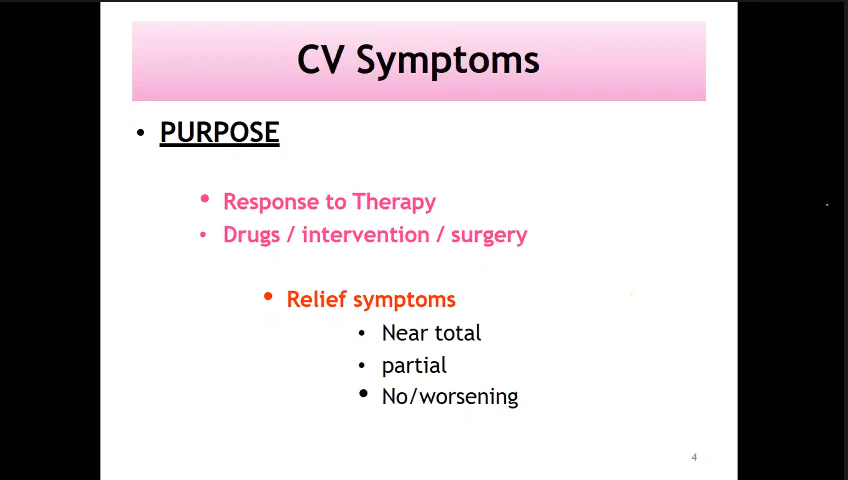 CV Symptoms
• PURPOSE
• Response to Therapy
• Drugs / intervention / surgery
• Relief symptoms
• Near total
• partial
• No/worsening
4